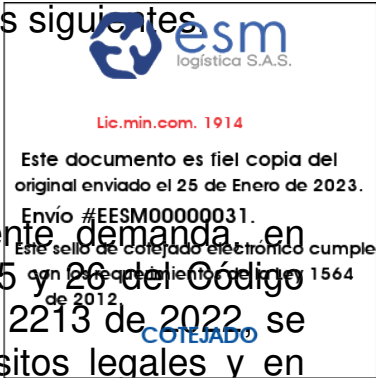 s siguientes.
esm
logística S.A.S.
Lic.min.com. 1914
Este documento es fiel copia del
original enviado el 25 de Enero de 2023.
Envío #EESM00000031.
nte demanda, en
Este sello de cotejado electrónico cumple
5 y 26 del Código
con los requerimientos de la Ley 1564
de 2012.
2213 de 2022, se
COTEJADO
sitos legales y en